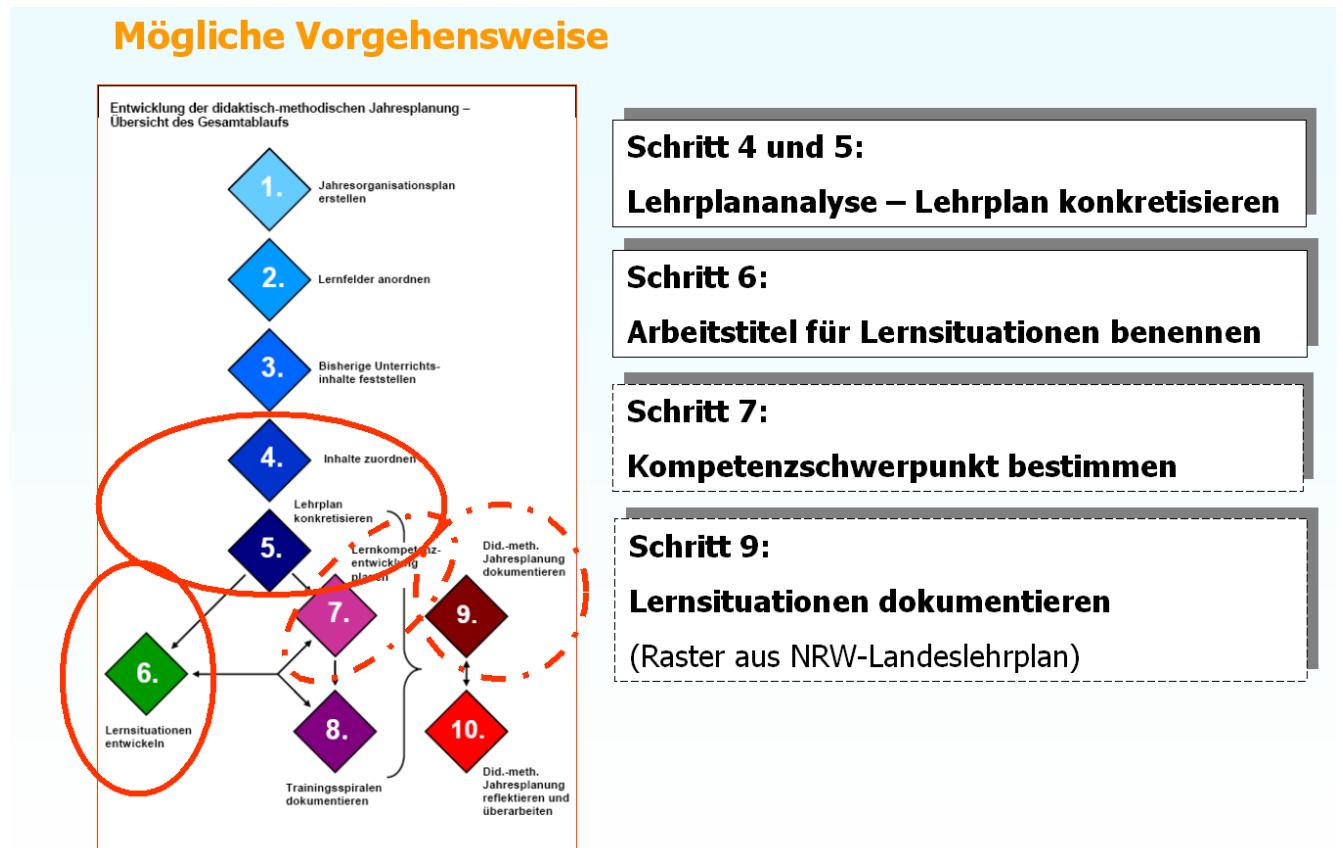 Mögliche Vorgehensweise
Entwicklung der didaktisch-methodischen Jahresplanung –
Übersicht des Gesamtablaufs
1.
Jahresorganisationsplan
erstellen
2.
Lernfelder anordnen
3.
Bisherige Unterrichts-
inhalte feststellen
4.
Inhalte zuordnen
Lehrplan
konkretisieren
5.
Lernkompetenz-
entwicklung
planen
7.
Did.-meth.
Jahresplanung
dokumentieren
9.
6.
Lernsituationen
entwickeln
8.
Trainingsspiralen
dokumentieren
10.
Did.-meth.
Jahresplanung
reflektieren und
überarbeiten
Schritt 4 und 5:
Lehrplananalyse – Lehrplan konkretisieren
Schritt 6:
Arbeitstitel für Lernsituationen benennen
Schritt 7:
Kompetenzschwerpunkt bestimmen
Schritt 9:
Lernsituationen dokumentieren
(Raster aus NRW-Landeslehrplan)